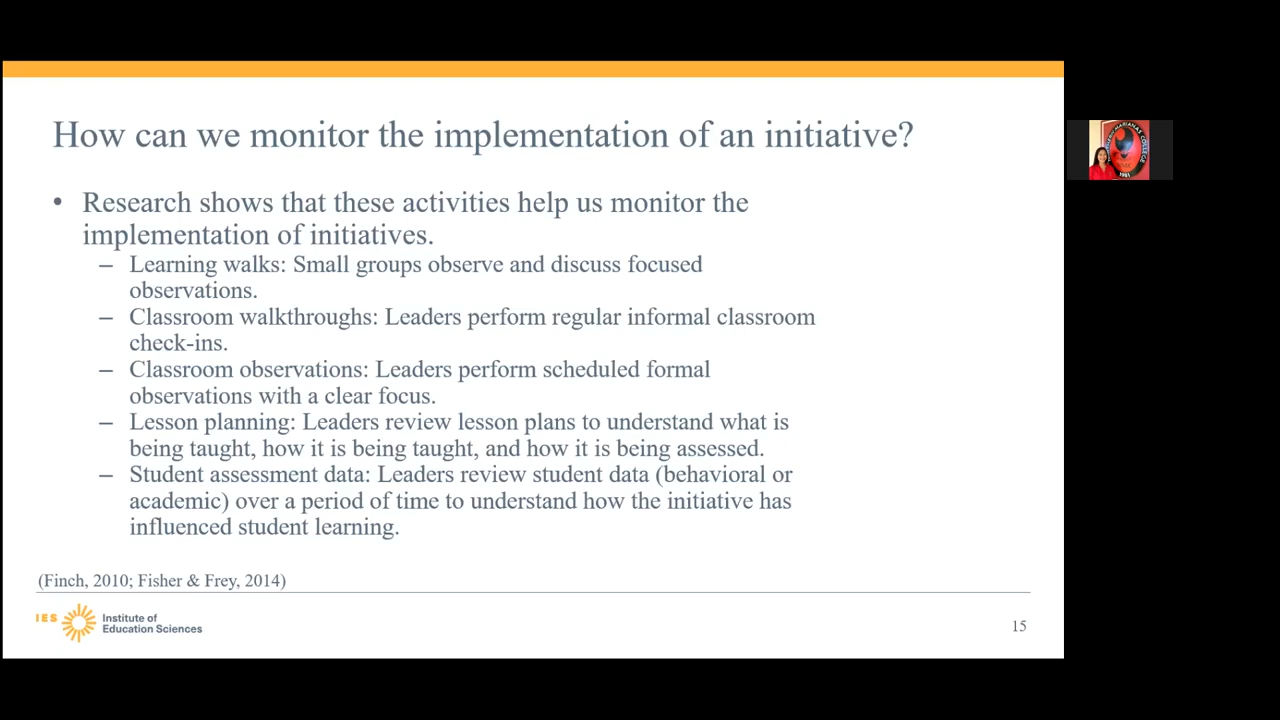 How can we monitor the implementation of an initiative?
• Research shows that these activities help us monitor the
implementation of initiatives.
– Learning walks: Small groups observe and discuss focused
observations.
– Classroom walkthroughs: Leaders perform regular informal classroom
check-ins.
– Classroom observations: Leaders perform scheduled formal
observations with a clear focus.
– Lesson planning: Leaders review lesson plans to understand what is
being taught, how it is being taught, and how it is being assessed.
– Student assessment data: Leaders review student data (behavioral or
academic) over a period of time to understand how the initiative has
influenced student learning.
(Finch, 2010; Fisher & Frey, 2014)
IES
Institute of
Education Sciences
15
MARIANAS COLLEGE
1981